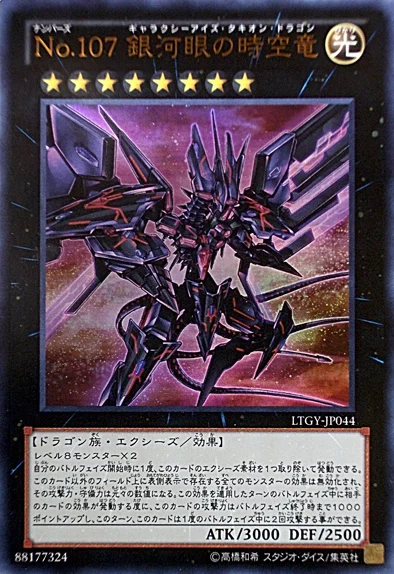 ナンバーズ ギャラクシーアイズ・タキオン・ドラゴン
No.107 銀河眼の時空竜
光
LTGY-JP044
【ドラゴン族・エクシーズ/効果】
レベル8モンスター×2
自分のバトルフェイズ開始時に1度、このカードのエクシーズ素材を1つ取り除いて発動できる。
このカード以外のフィールド上に表側表示で存在する全てのモンスターの効果は無効化され、
その攻撃力・守備力は元々の数値になる。この効果を適用したターンのバトルフェイズ中に相手
のカードの効果が発動する度に、このカードの攻撃力はバトルフェイズ終了時まで1000
ポイントアップし、このターン、このカードは1度のバトルフェイズ中に2回攻撃する事ができる。
ATK/3000 DEF/2500
88177324 ©高橋和希 スタジオ・ダイス/集英社